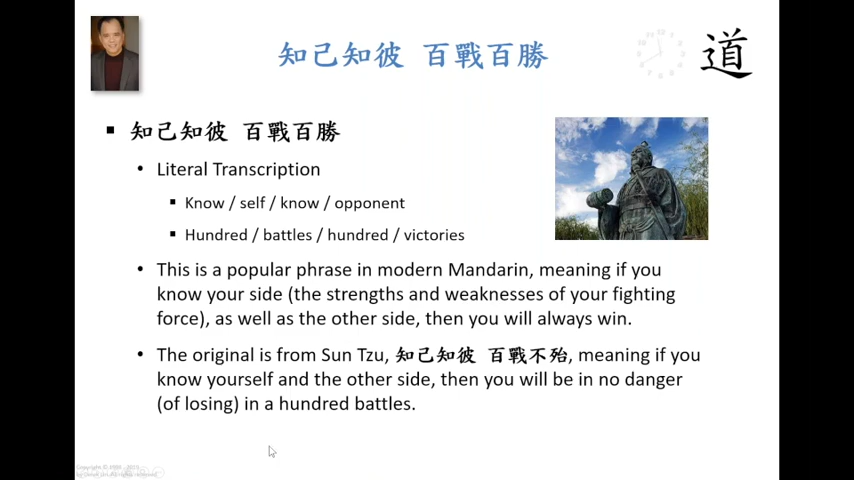 知己知彼 百戰百勝
道
知己知彼 百戰百勝
Literal Transcription
Know / self / know / opponent
Hundred / battles / hundred / victories
This is a popular phrase in modern Mandarin, meaning if you
know your side (the strengths and weaknesses of your fighting
force), as well as the other side, then you will always win.
The original is from Sun Tzu, 知己知彼 百戰不殆, meaning if you
know yourself and the other side, then you will be in no danger
(of losing) in a hundred battles.